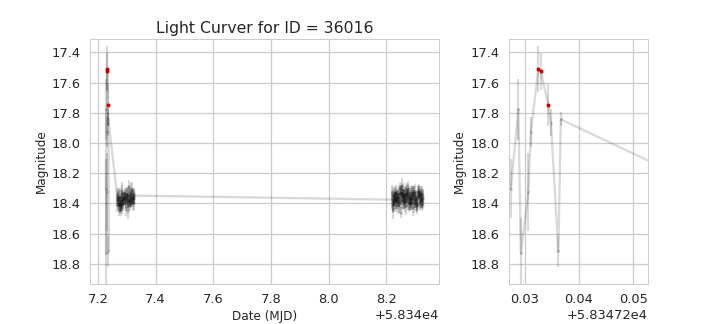 Light Curver for ID = 36016
Magnitude
17.4
17.6
17.8
18.0
18.2
18.4
18.6
18.8
7.2 7.4 7.6 7.8 8.0 8.2
Date (MJD)
+5.834e4
Magnitude
17.4
17.6
17.8
18.0
18.2
18.4
18.6
18.8
0.03 0.04 0.05
+5.83472e4